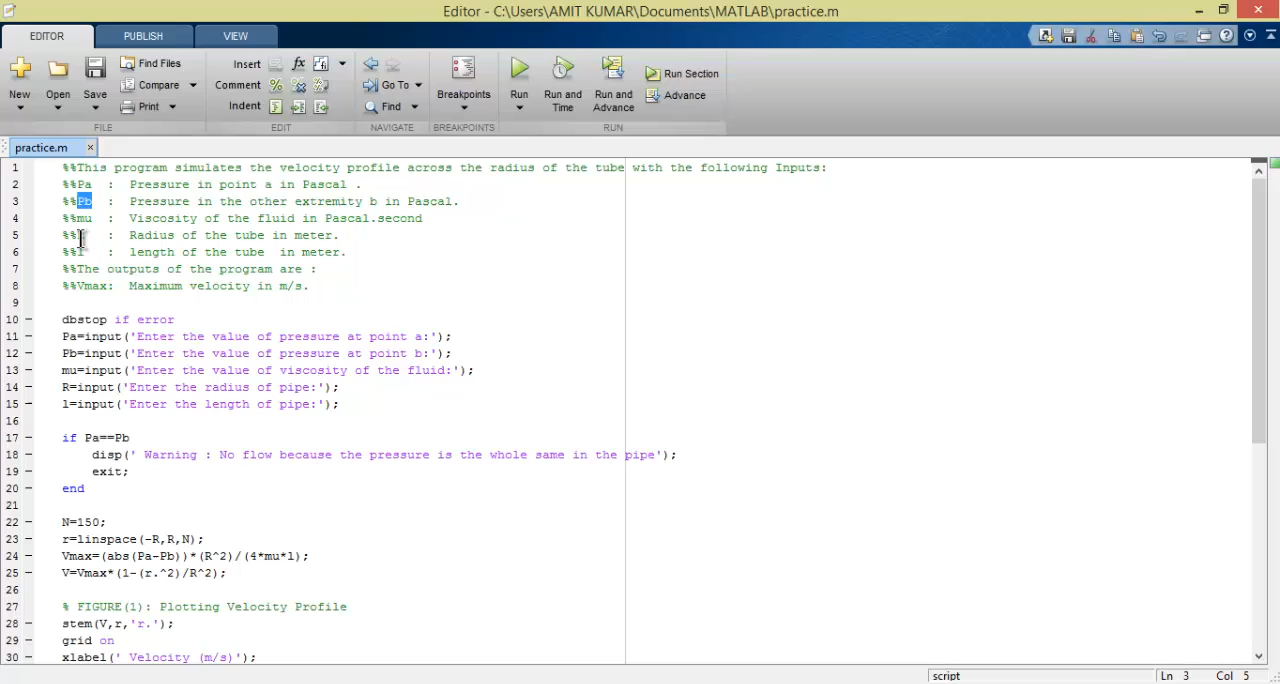 Editor - C:\Users\AMIT KUMAR\Documents\MATLAB\practice.m
EDITOR PUBLISH VIEW
New Open Save Find Files Compare Print
Insert Comment Indent
Go To Find
Breakpoints
Run Run and Time Run and Advance Run Section Advance
FILE EDIT NAVIGATE BREAKPOINTS RUN
practice.m ×
1 %%This program simulates the velocity profile across the radius of the tube with the following Inputs:
2 %%Pa : Pressure in point a in Pascal .
3 %%Pb : Pressure in the other extremity b in Pascal.
4 %%mu : Viscosity of the fluid in Pascal.second
5 %% : Radius of the tube in meter.
6 %%l : length of the tube in meter.
7 %%The outputs of the program are :
8 %%Vmax: Maximum velocity in m/s.
9
10 – dbstop if error
11 – Pa=input('Enter the value of pressure at point a:');
12 – Pb=input('Enter the value of pressure at point b:');
13 – mu=input('Enter the value of viscosity of the fluid:');
14 – R=input('Enter the radius of pipe:');
15 – l=input('Enter the length of pipe:');
16
17 – if Pa==Pb
18 – disp(' Warning : No flow because the pressure is the whole same in the pipe');
19 – exit;
20 – end
21
22 – N=150;
23 – r=linspace(-R,R,N);
24 – Vmax=(abs(Pa-Pb))*(R^2)/(4*mu*l);
25 – V=Vmax*(1-(r.^2)/R^2);
26
27 % FIGURE(1): Plotting Velocity Profile
28 – stem(V,r,'r.');
29 – grid on
30 – xlabel(' Velocity (m/s)');
script Ln 3 Col 5